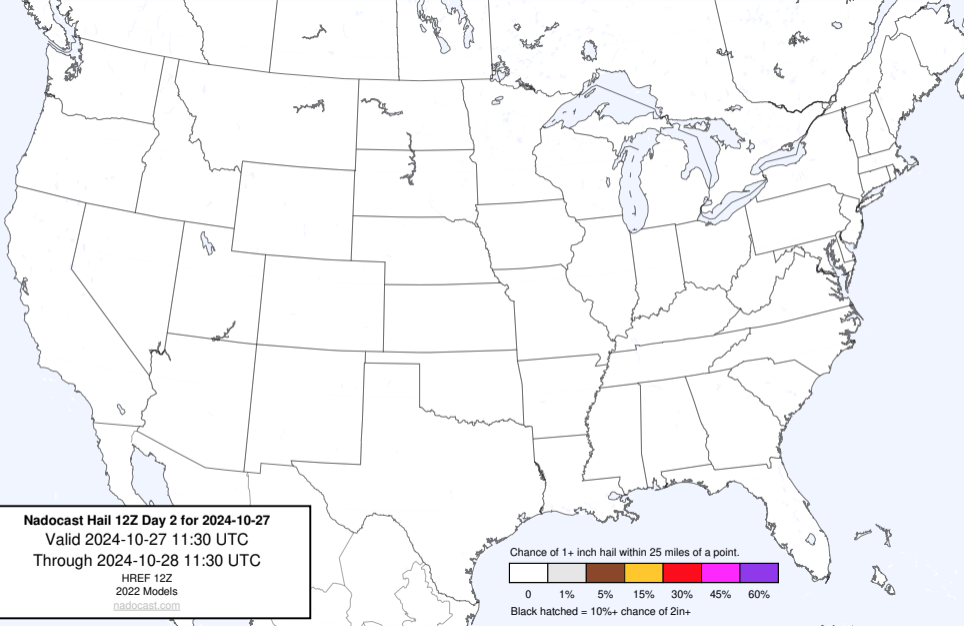 Nadocast Hail 12Z Day 2 for 2024-10-27
Valid 2024-10-27 11:30 UTC
Through 2024-10-28 11:30 UTC
HREF 12Z
2022 Models
nadocast.com
Chance of 1+ inch hail within 25 miles of a point.
0 1% 5% 15% 30% 45% 60%
Black hatched = 10%+ chance of 2in+